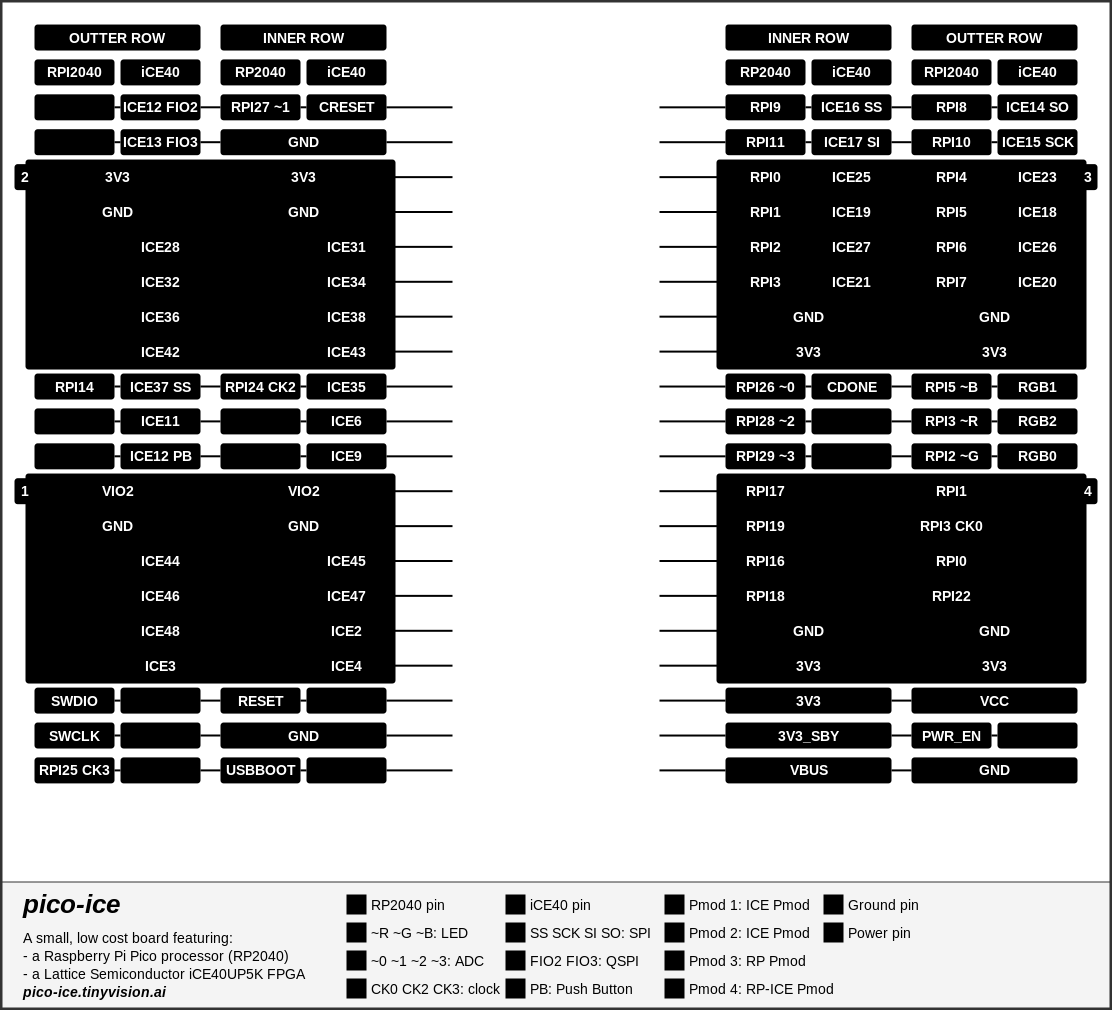 OUTTER ROW INNER ROW INNER ROW OUTTER ROW
RPI2040 iCE40 RP2040 iCE40 RP2040 iCE40 RPI2040 iCE40
ICE12 FIO2 RPI27 ~1 CRESET RPI9 ICE16 SS RPI8 ICE14 SO
ICE13 FIO3 GND RPI11 ICE17 SI RPI10 ICE15 SCK
2 3V3 3V3 RPI0 ICE25 RPI4 ICE23 3
GND GND RPI1 ICE19 RPI5 ICE18
ICE28 ICE31 RPI2 ICE27 RPI6 ICE26
ICE32 ICE34 RPI3 ICE21 RPI7 ICE20
ICE36 ICE38 GND GND
ICE42 ICE43 3V3 3V3
RPI14 ICE37 SS RPI24 CK2 ICE35 RPI26 ~0 CDONE RPI5 ~B RGB1
ICE11 ICE6 RPI28 ~2 RPI3 ~R RGB2
ICE12 PB ICE9 RPI29 ~3 RPI2 ~G RGB0
1 VIO2 VIO2 RPI17 RPI1 4
GND GND RPI19 RPI3 CK0
ICE44 ICE45 RPI16 RPI0
ICE46 ICE47 RPI18 RPI22
ICE48 ICE2 GND GND
ICE3 ICE4 3V3 3V3
SWDIO RESET 3V3 VCC
SWCLK GND 3V3_SBY PWR_EN
RPI25 CK3 USBBOOT VBUS GND
pico-ice
A small, low cost board featuring:
- a Raspberry Pi Pico processor (RP2040)
- a Lattice Semiconductor iCE40UP5K FPGA
pico-ice.tinyvision.ai
RP2040 pin iCE40 pin Pmod 1: ICE Pmod Ground pin
~R ~G ~B: LED SS SCK SI SO: SPI Pmod 2: ICE Pmod Power pin
~0 ~1 ~2 ~3: ADC FIO2 FIO3: QSPI Pmod 3: RP Pmod
CK0 CK2 CK3: clock PB: Push Button Pmod 4: RP-ICE Pmod